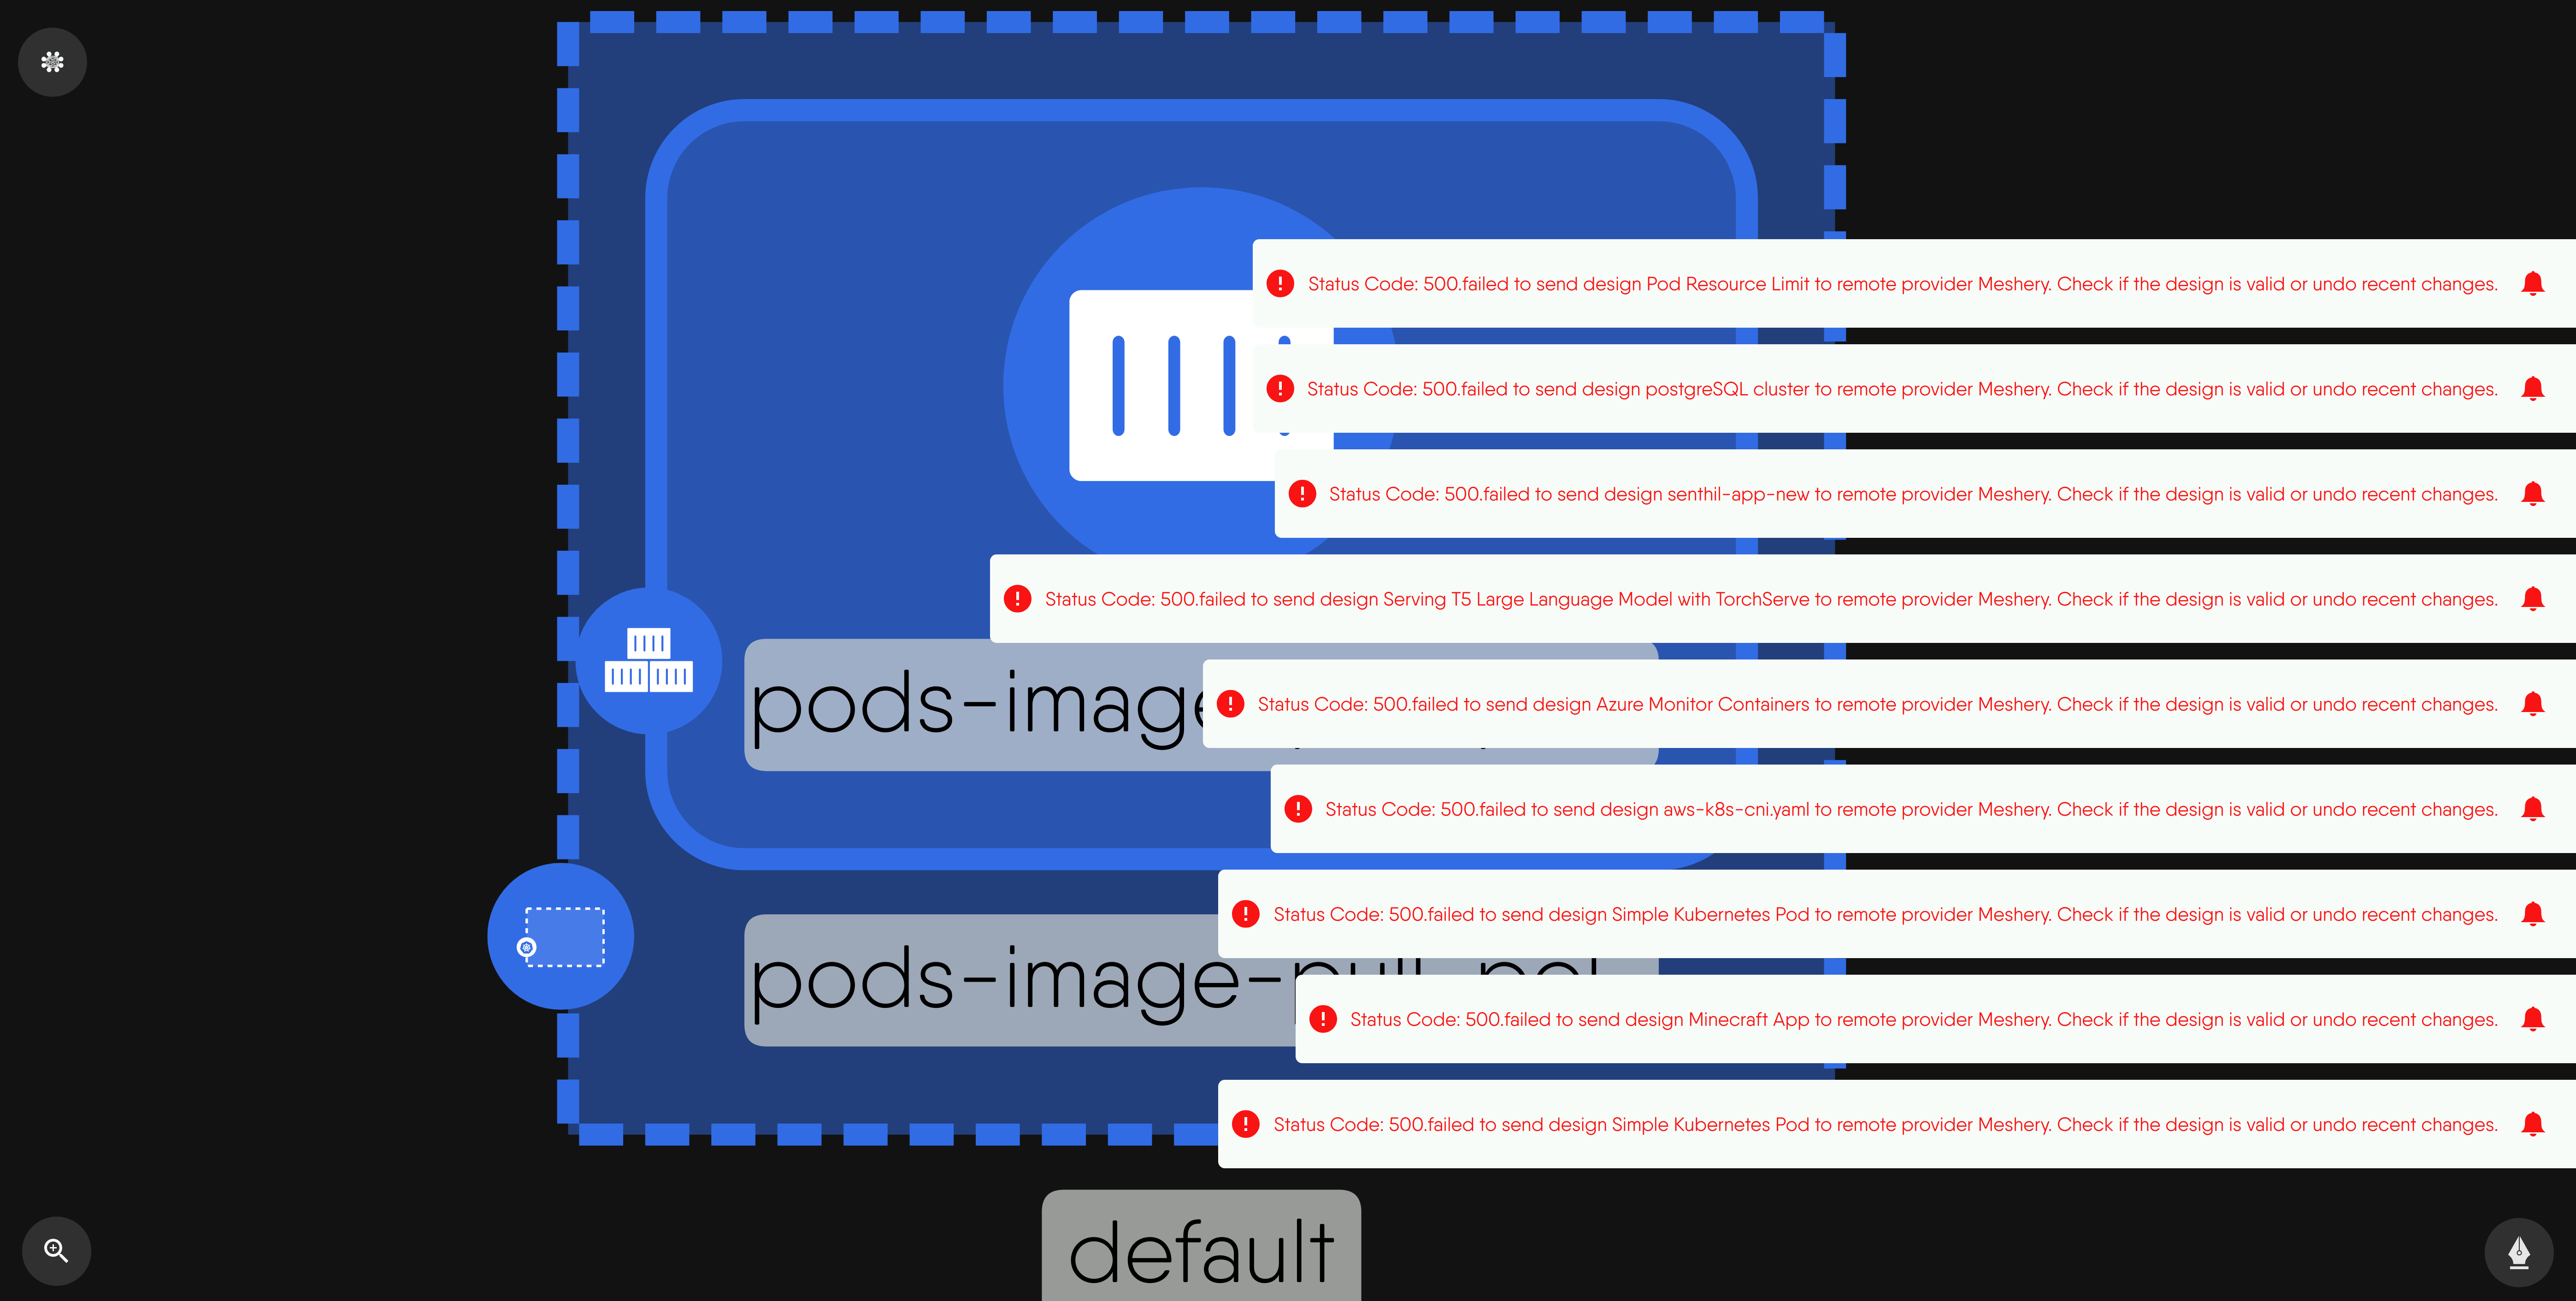 Status Code: 500.failed to send design Pod Resource Limit to remote provider Meshery. Check if the design is valid or undo recent changes.
Status Code: 500.failed to send design postgreSQL cluster to remote provider Meshery. Check if the design is valid or undo recent changes.
Status Code: 500.failed to send design senthil-app-new to remote provider Meshery. Check if the design is valid or undo recent changes.
Status Code: 500.failed to send design Serving T5 Large Language Model with TorchServe to remote provider Meshery. Check if the design is valid or undo recent changes.
pods-image
Status Code: 500.failed to send design Azure Monitor Containers to remote provider Meshery. Check if the design is valid or undo recent changes.
Status Code: 500.failed to send design aws-k8s-cni.yaml to remote provider Meshery. Check if the design is valid or undo recent changes.
Status Code: 500.failed to send design Simple Kubernetes Pod to remote provider Meshery. Check if the design is valid or undo recent changes.
pods-image-
Status Code: 500.failed to send design Minecraft App to remote provider Meshery. Check if the design is valid or undo recent changes.
Status Code: 500.failed to send design Simple Kubernetes Pod to remote provider Meshery. Check if the design is valid or undo recent changes.
default